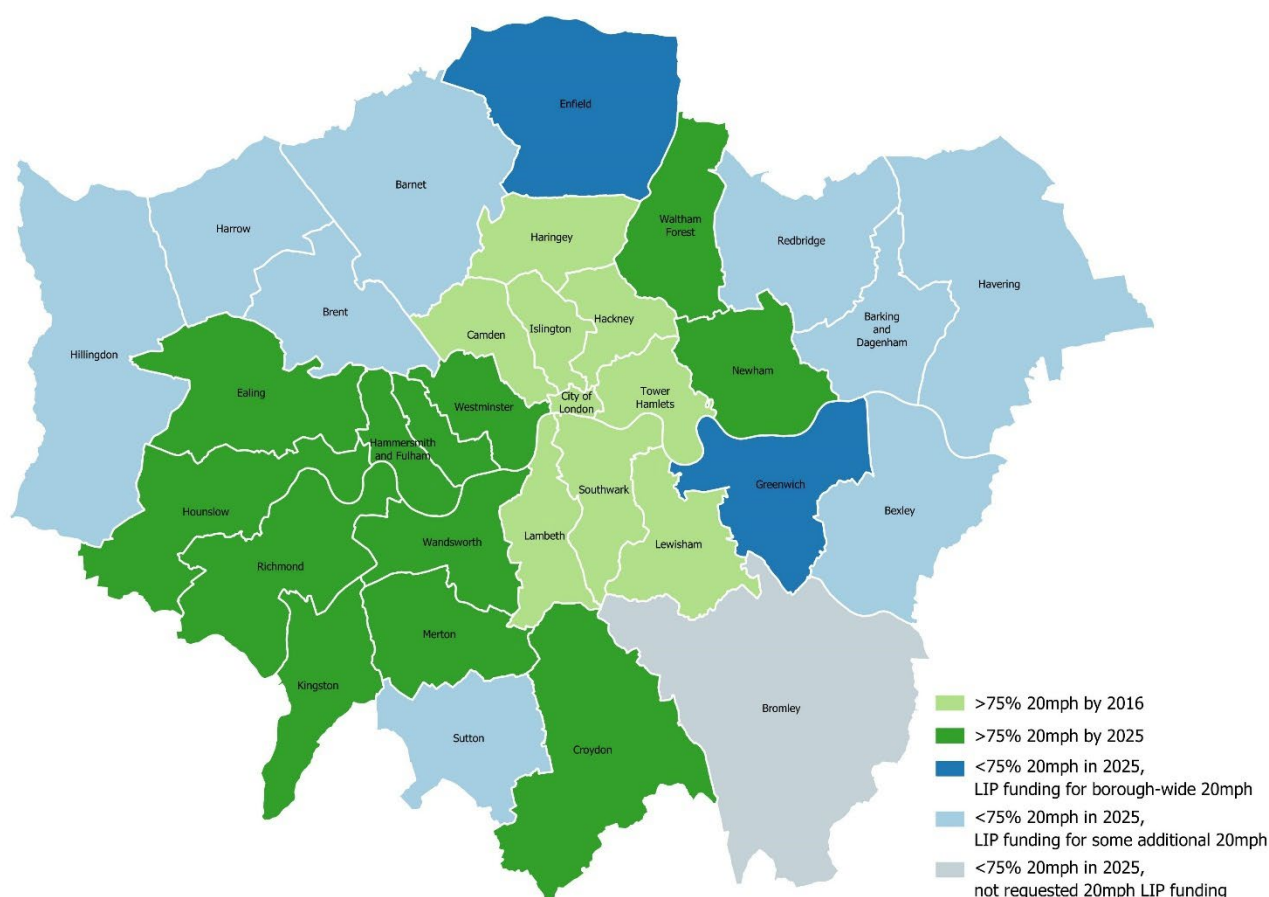 Enfield
Barnet
Harrow
Haringey
Waltham
Forest
Redbridge
Havering
Brent
Camden
Islington
Hackney
Barking
and
Dagenham
Hillingdon
Ealing
Westminster
City of
London
Tower
Hamlets
Newham
Hammersmith
and Fulham
Hounslow
Southwark
Greenwich
Bexley
Wandsworth
Lambeth
Lewisham
Richmond
Merton
Kingston
Sutton
Croydon
Bromley
>75% 20mph by 2016
>75% 20mph by 2025
<75% 20mph in 2025,
LIP funding for borough-wide 20mph
<75% 20mph in 2025,
LIP funding for some additional 20mph
<75% 20mph in 2025,
not requested 20mph LIP funding